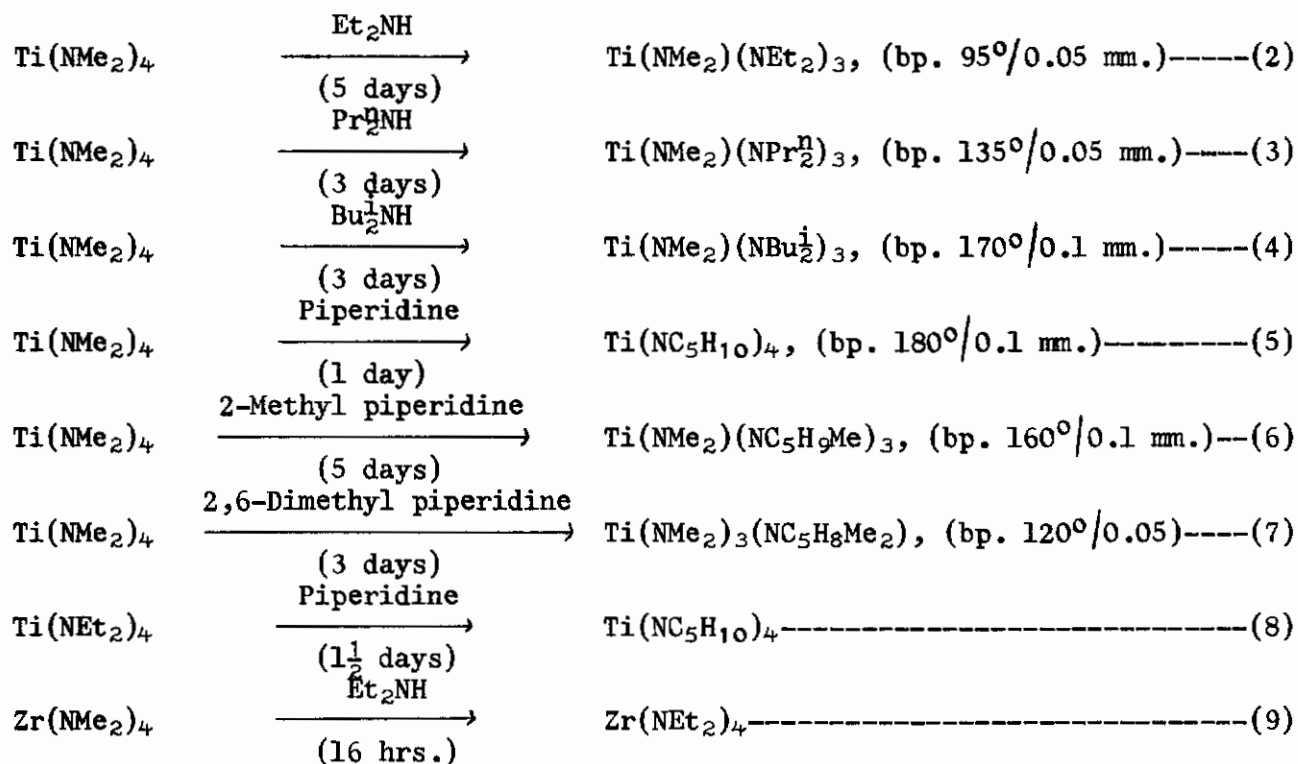 Et₂NH
Ti(NMe₂)₄ ⟶ Ti(NMe₂)(NEt₂)₃, (bp. 95°/0.05 mm.)-----(2)
(5 days)
Prⁿ₂NH
Ti(NMe₂)₄ ⟶ Ti(NMe₂)(NPrⁿ₂)₃, (bp. 135°/0.05 mm.)-----(3)
(3 days)
Buⁱ₂NH
Ti(NMe₂)₄ ⟶ Ti(NMe₂)(NBuⁱ₂)₃, (bp. 170°/0.1 mm.)-----(4)
(3 days)
Piperidine
Ti(NMe₂)₄ ⟶ Ti(NC₅H₁₀)₄, (bp. 180°/0.1 mm.)---------(5)
(1 day)
2-Methyl piperidine
Ti(NMe₂)₄ ⟶ Ti(NMe₂)(NC₅H₉Me)₃, (bp. 160°/0.1 mm.)--(6)
(5 days)
2,6-Dimethyl piperidine
Ti(NMe₂)₄ ⟶ Ti(NMe₂)₃(NC₅H₈Me₂), (bp. 120°/0.05)----(7)
(3 days)
Piperidine
Ti(NEt₂)₄ ⟶ Ti(NC₅H₁₀)₄-----------------------------(8)
(1½ days)
Et₂NH
Zr(NMe₂)₄ ⟶ Zr(NEt₂)₄-------------------------------(9)
(16 hrs.)